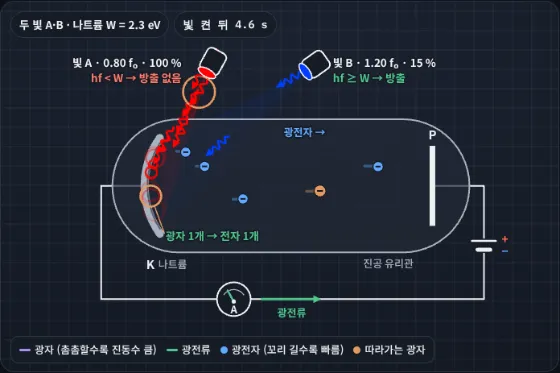 두 빛 A·B · 나트륨 W = 2.3 eV
빛 켠 뒤 4.6 s
빛 A · 0.80 f₀ · 100 %
hf < W → 방출 없음
빛 B · 1.20 f₀ · 15 %
hf ≥ W → 방출
광전자 →
P
광자 1개 → 전자 1개
K 나트륨
진공 유리관
+
−
A
광전류
광자 (촘촘할수록 진동수 큼)
광전류
광전자 (꼬리 길수록 빠름)
따라가는 광자